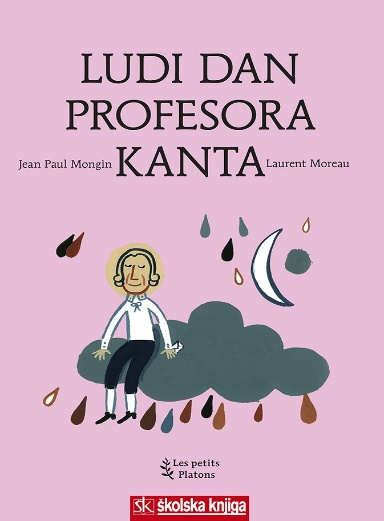 LUDI DAN
PROFESORA
Jean Paul Mongin KANTA Laurent Moreau
Les petits
Platons
SK školska knjiga